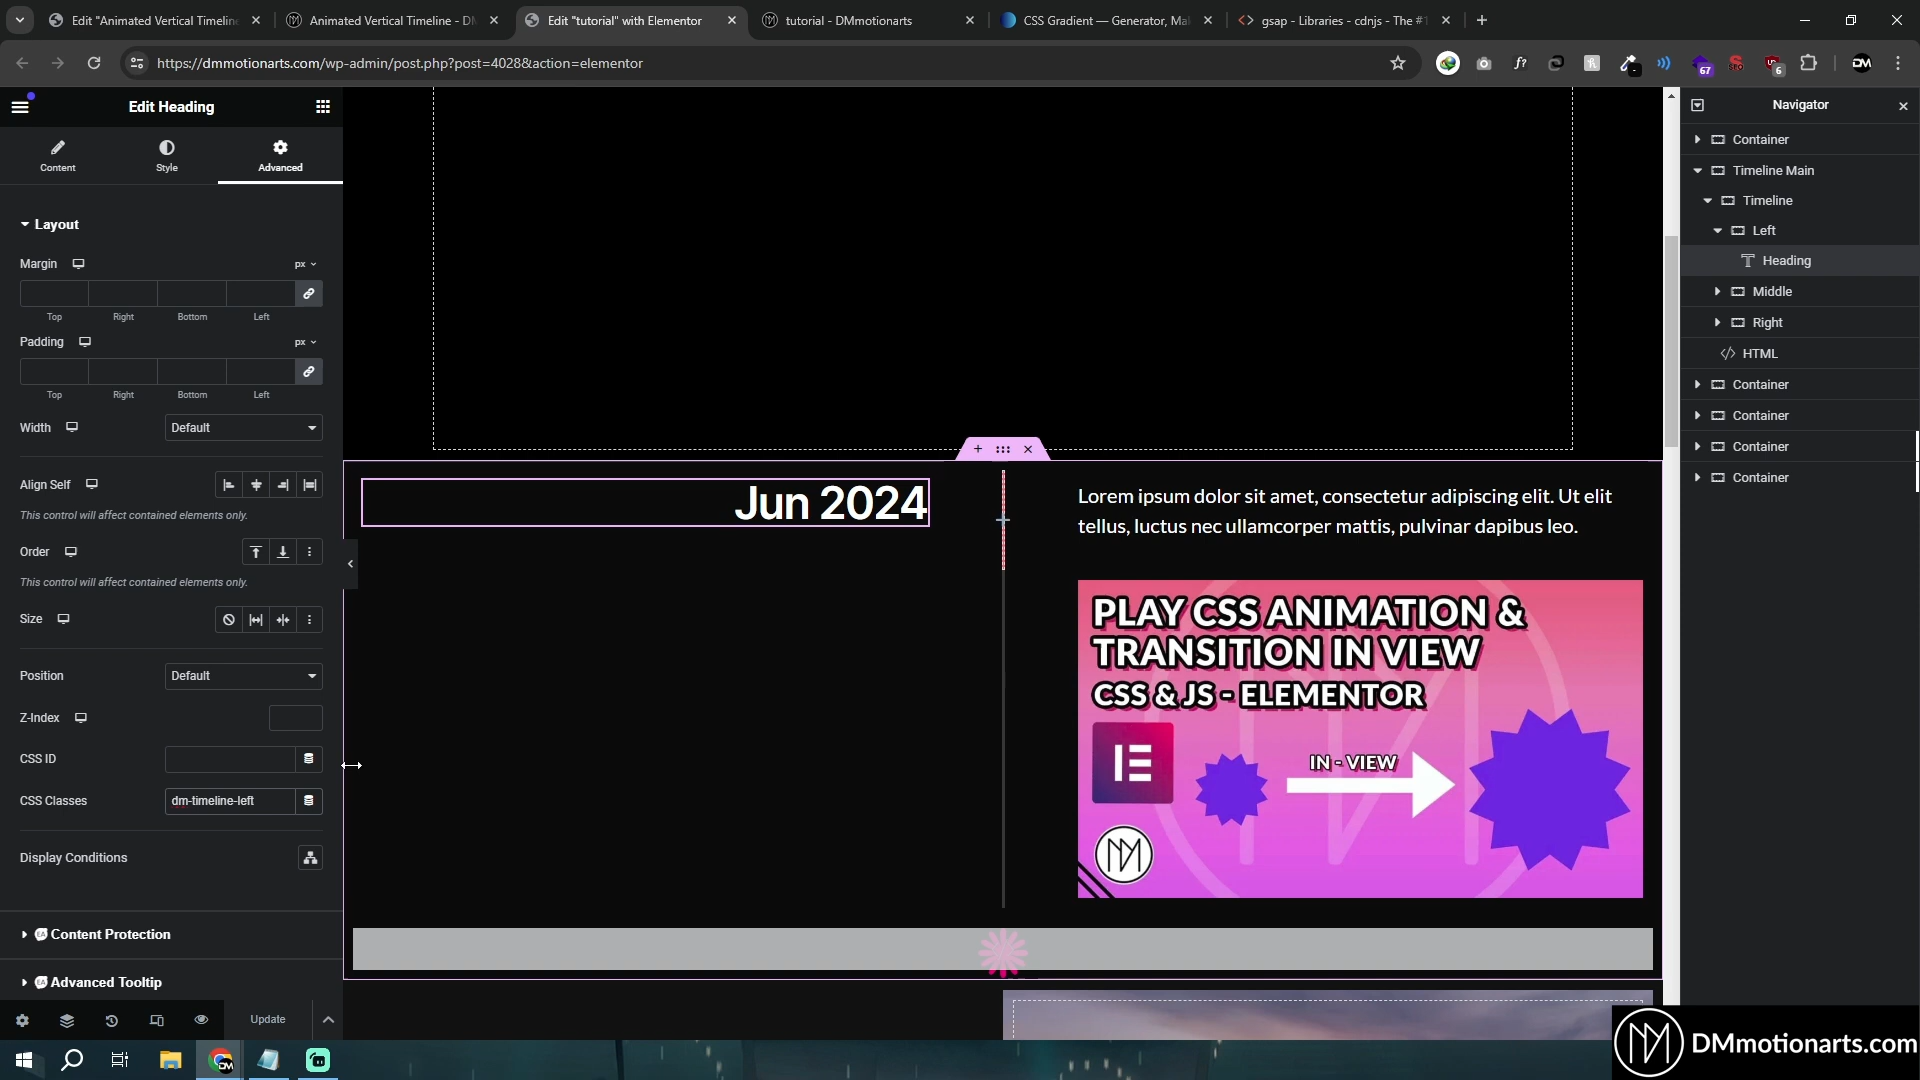 Edit "Animated Vertical Timeline
Animated Vertical Timeline - DM
Edit "tutorial" with Elementor
tutorial - DMmotionarts
CSS Gradient — Generator, Ma
gsap - Libraries - cdnjs - The #1
https://dmmotionarts.com/wp-admin/post.php?post=4028&action=elementor
67
6
Edit Heading
Content
Style
Advanced
Layout
Margin
px
Top
Right
Bottom
Left
Padding
px
Top
Right
Bottom
Left
Width
Default
Align Self
This control will affect contained elements only.
Order
This control will affect contained elements only.
Size
Position
Default
Z-Index
CSS ID
CSS Classes
dm-timeline-left
Display Conditions
Content Protection
Advanced Tooltip
Update
Jun 2024
Lorem ipsum dolor sit amet, consectetur adipiscing elit. Ut elit
tellus, luctus nec ullamcorper mattis, pulvinar dapibus leo.
PLAY CSS ANIMATION &
TRANSITION IN VIEW
CSS & JS - ELEMENTOR
IN - VIEW
Navigator
Container
Timeline Main
Timeline
Left
Heading
Middle
Right
HTML
Container
Container
Container
Container
DMmotionarts.com